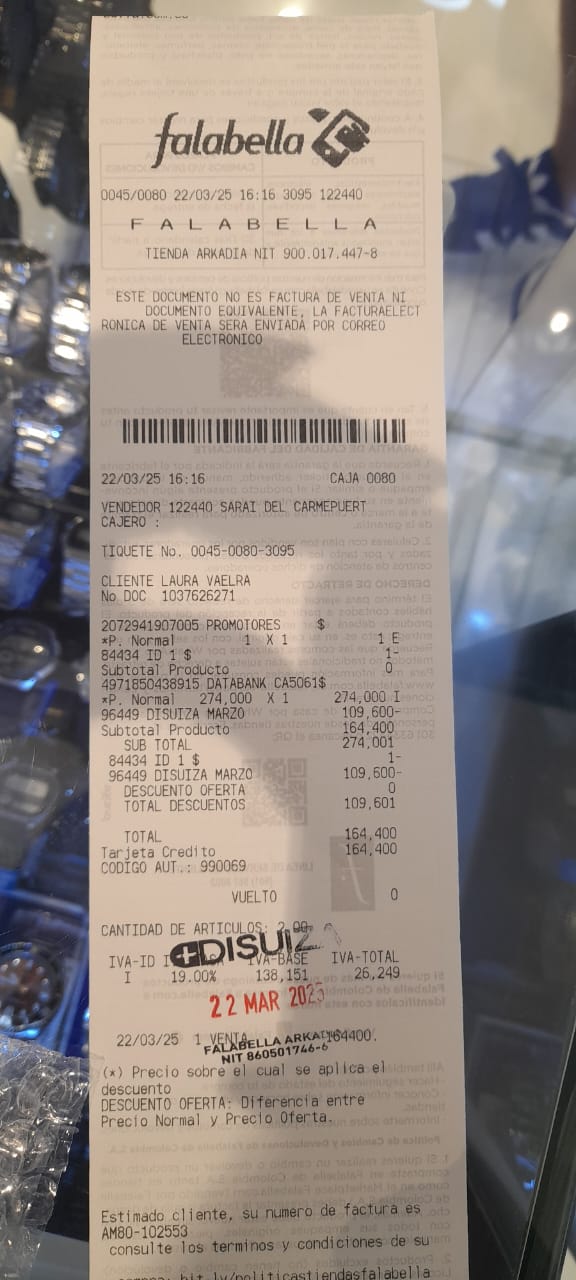 falabella
0045/0080 22/03/25 16:16 3095 122440
F A L A B E L L A
TIENDA ARKADIA NIT 900.017.447-8
ESTE DOCUMENTO NO ES FACTURA DE VENTA NI
DOCUMENTO EQUIVALENTE, LA FACTURAELECT
RONICA DE VENTA SERA ENVIADA POR CORREO
ELECTRONICO
22/03/25 16:16 CAJA 0080
VENDEDOR 122440 SARAI DEL CARMEPUERT
CAJERO :
TIQUETE No. 0045-0080-3095
CLIENTE LAURA VAELRA
No DOC 1037626271
2072941907005 PROMOTORES $
*P. Normal 1 X 1 1 E
84434 ID 1 $ 1-
Subtotal Producto 0
4971850438915 DATABANK CA5061$
*P. Normal 274,000 X 1 274,000 I
96449 DISUIZA MARZO 109,600-
Subtotal Producto 164,400
SUB TOTAL 274,001
84434 ID 1 $ 1-
96449 DISUIZA MARZO 109,600-
DESCUENTO OFERTA 0
TOTAL DESCUENTOS 109,601
TOTAL 164,400
Tarjeta Credito 164,400
CODIGO AUT.: 990069
VUELTO 0
CANTIDAD DE ARTICULOS: 2.00
DISUIZA
IVA-ID IVA-BASE IVA-TOTAL
I 19.00% 138,151 26,249
22 MAR 2025
22/03/25 1 VENTA 164400.
FALABELLA ARKADIA
NIT 860501746-6
(*) Precio sobre el cual se aplica el
descuento
DESCUENTO OFERTA: Diferencia entre
Precio Normal y Precio Oferta.
Estimado cliente, su numero de factura es
AM80-102553
consulte los terminos y condiciones de su
bit.ly/politicastiendasfalabella